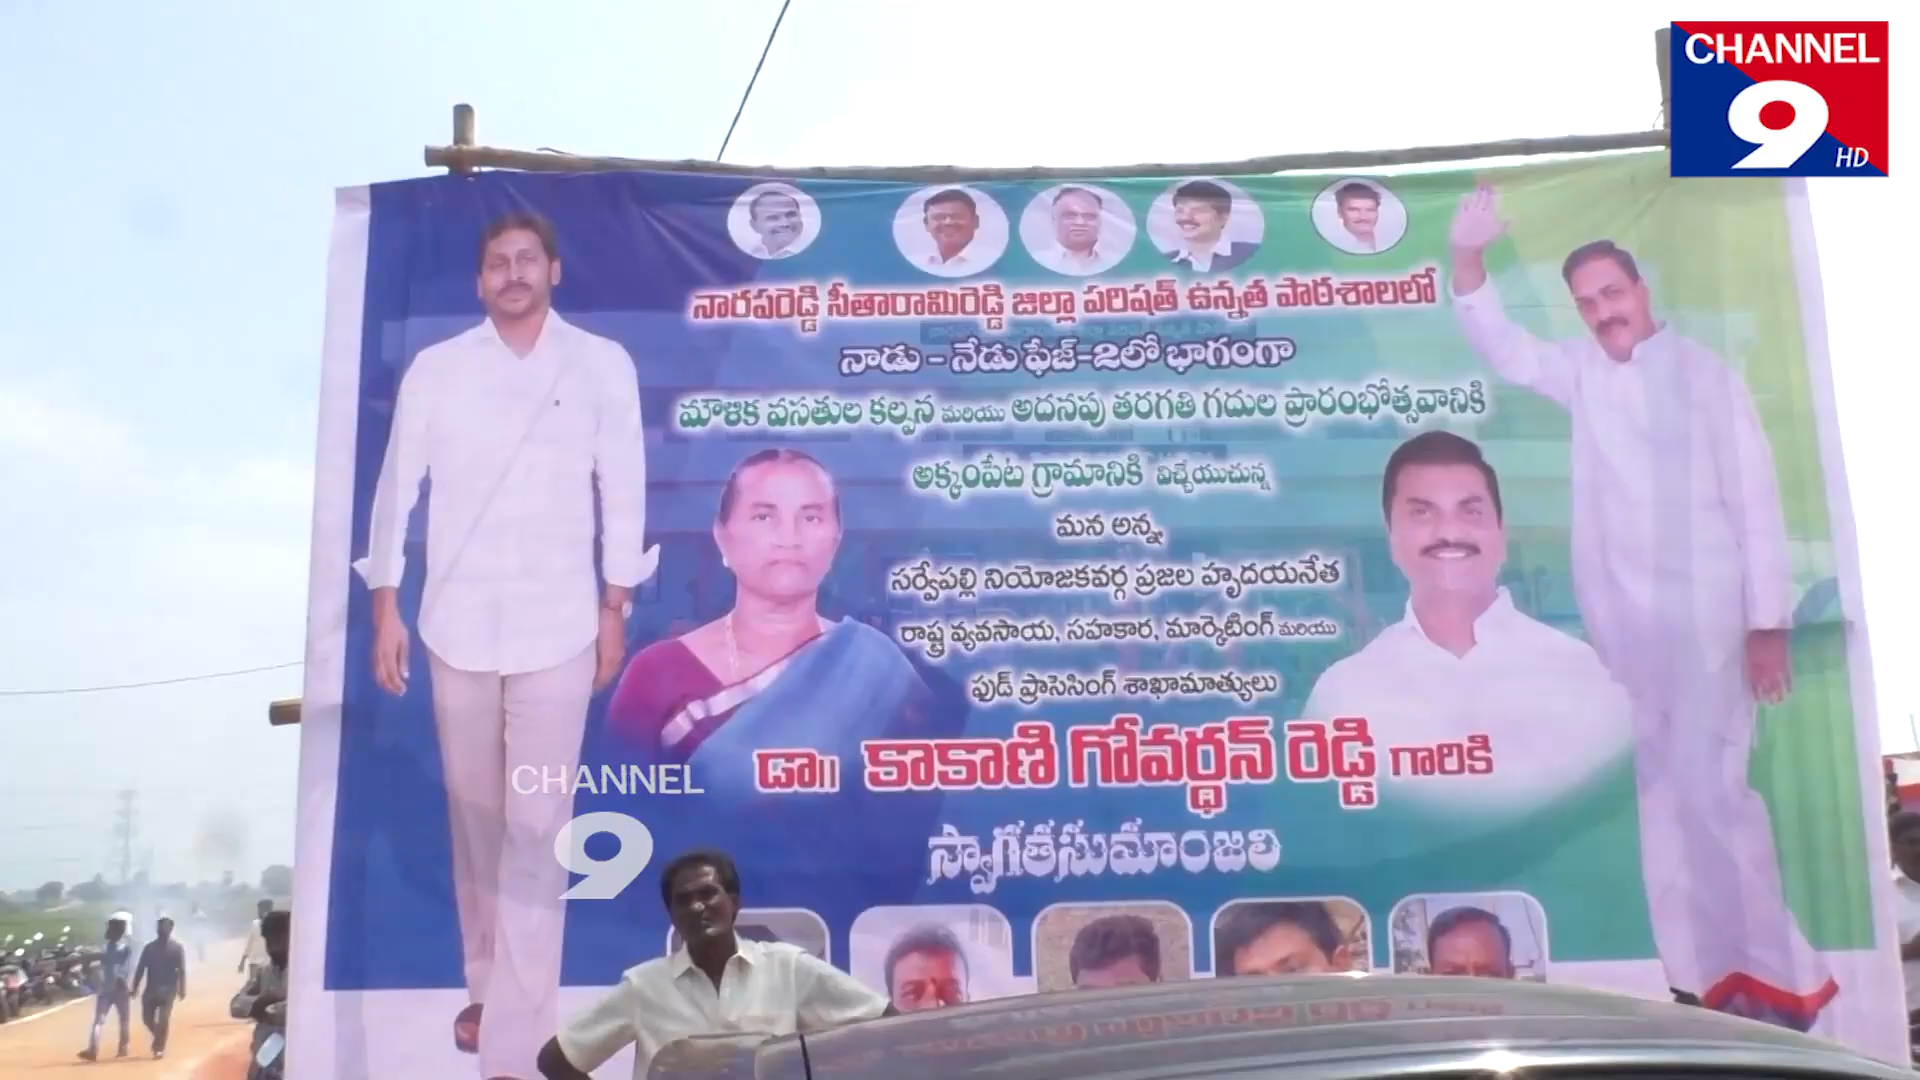 CHANNEL
9
HD
నారపరెడ్డి సీతారామిరెడ్డి జిల్లా పరిషత్ ఉన్నత పాఠశాలలో
నాడు - నేడు ఫేజ్-2లో భాగంగా
మౌళిక వసతుల కల్పన మరియు అదనపు తరగతి గదుల ప్రారంభోత్సవానికి
అక్కంపేట గ్రామానికి విచ్చేయుచున్న
మన అన్న,
సర్వేపల్లి నియోజకవర్గ ప్రజల హృదయనేత
రాష్ట్ర వ్యవసాయ, సహకార, మార్కెటింగ్ మరియు
ఫుడ్ ప్రాసెసింగ్ శాఖామాత్యులు
డా॥ కాకాణి గోవర్థన్ రెడ్డి గారికి
స్వాగతసుమాంజలి
CHANNEL
9